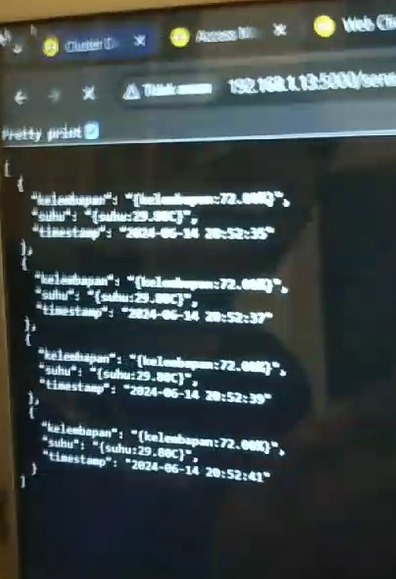 Cluster
Access
Web Clie
Tidak aman 192.168.1.13:5000/sens
Pretty print
[
{
"kelembapan": "{kelembapan:72.00%}",
"suhu": "{suhu:29.80C}",
"timestamp": "2024-06-14 20:52:35"
},
{
"kelembapan": "{kelembapan:72.00%}",
"suhu": "{suhu:29.80C}",
"timestamp": "2024-06-14 20:52:37"
},
{
"kelembapan": "{kelembapan:72.00%}",
"suhu": "{suhu:29.80C}",
"timestamp": "2024-06-14 20:52:39"
},
{
"kelembapan": "{kelembapan:72.00%}",
"suhu": "{suhu:29.80C}",
"timestamp": "2024-06-14 20:52:41"
}
]